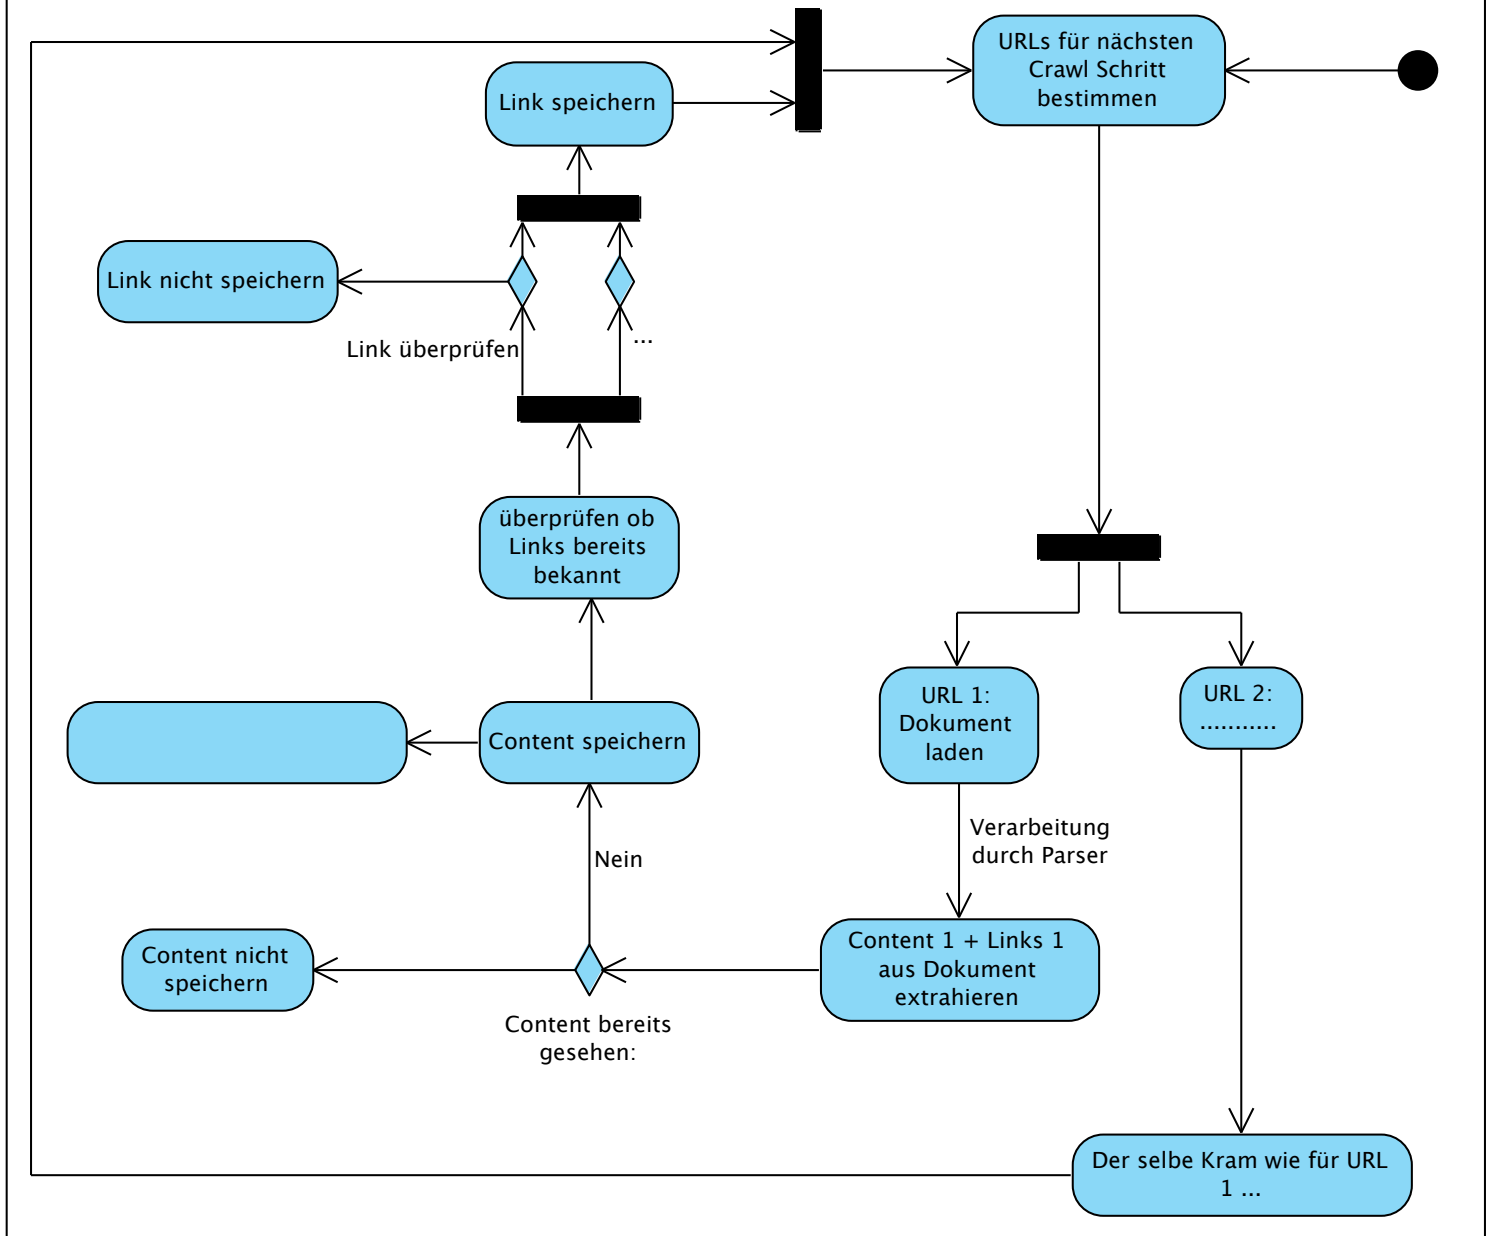 URLs für nächsten
Crawl Schritt
bestimmen
Link speichern
Link nicht speichern
Link überprüfen
...
überprüfen ob
Links bereits
bekannt
URL 1:
Dokument
laden
URL 2:
...........
Content speichern
Verarbeitung
durch Parser
Nein
Content nicht
speichern
Content 1 + Links 1
aus Dokument
extrahieren
Content bereits
gesehen:
Der selbe Kram wie für URL
1 ...